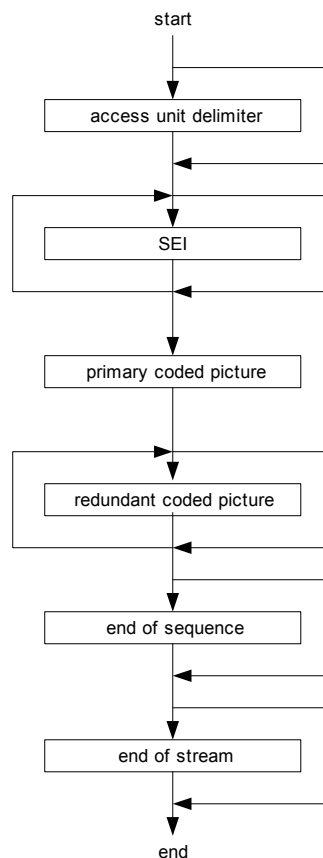 start
access unit delimiter
SEI
primary coded picture
redundant coded picture
end of sequence
end of stream
end